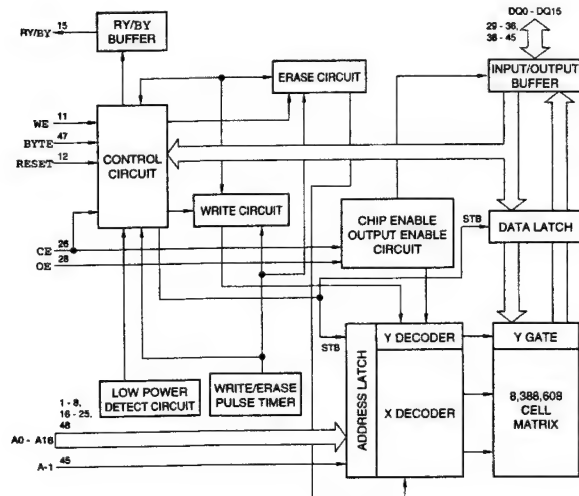 DQ0 - DQ15
29 - 36,
38 - 45
RY/BY
15
RY/BY
BUFFER
ERASE CIRCUIT
INPUT/OUTPUT
BUFFER
WE
11
BYTE
47
RESET
12
CONTROL
CIRCUIT
WRITE CIRCUIT
CHIP ENABLE
OUTPUT ENABLE
CIRCUIT
STB
DATA LATCH
CE
26
OE
28
STB
ADDRESS LATCH
Y DECODER
Y GATE
X DECODER
8,388,608
CELL
MATRIX
LOW POWER
DETECT CIRCUIT
WRITE/ERASE
PULSE TIMER
1 - 8,
16 - 25,
48
A0 - A18
A-1
45